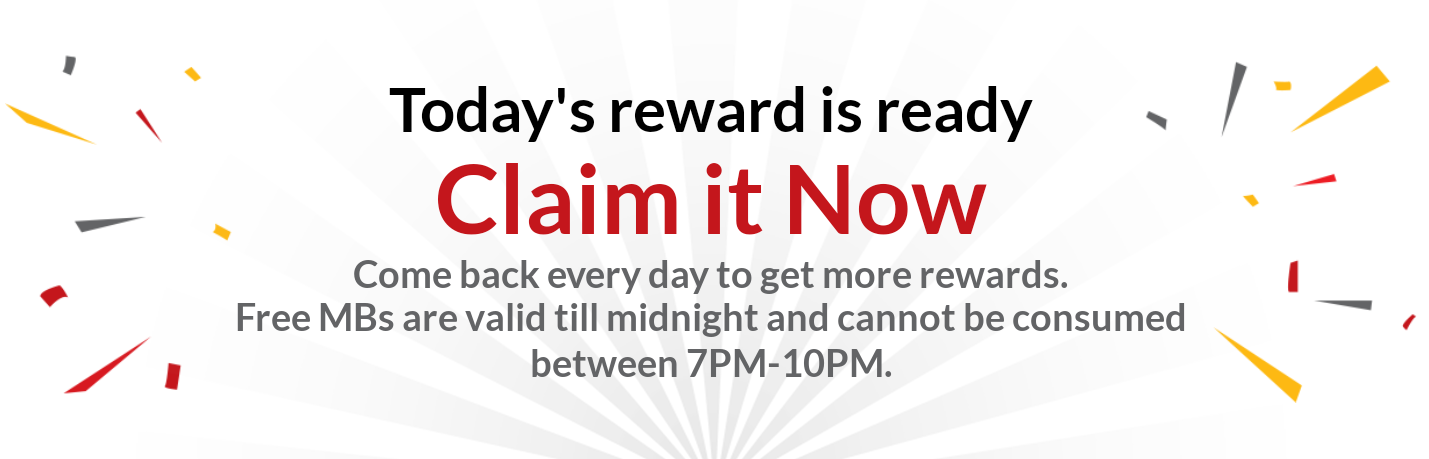 Today's reward is ready
Claim it Now
Come back every day to get more rewards.
Free MBs are valid till midnight and cannot be consumed
between 7PM-10PM.